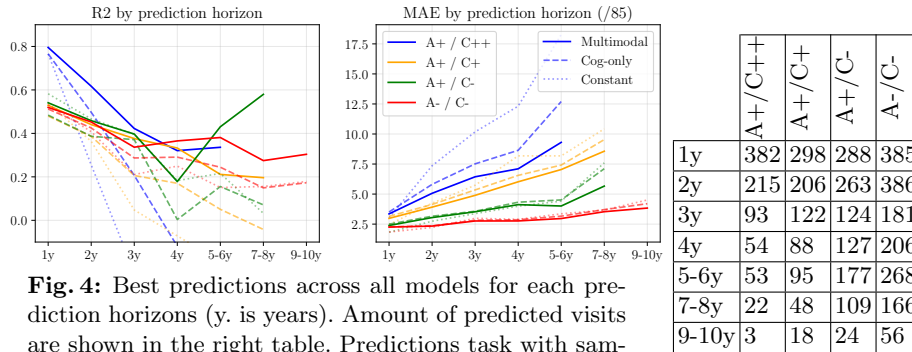 R2 by prediction horizon
0.8
0.6
0.4
0.2
0.0
1y 2y 3y 4y 5-6y 7-8y 9-10y
MAE by prediction horizon (/85)
17.5
15.0
12.5
10.0
7.5
5.0
2.5
A+ / C++
A+ / C+
A+ / C-
A- / C-
Multimodal
Cog-only
Constant
1y 2y 3y 4y 5-6y 7-8y 9-10y
A+/C++ A+/C+ A+/C- A-/C-
1y 382 298 288 385
2y 215 206 263 386
3y 93 122 124 181
4y 54 88 127 206
5-6y 53 95 177 268
7-8y 22 48 109 166
9-10y 3 18 24 56
Fig. 4: Best predictions across all models for each pre-
diction horizons (y. is years). Amount of predicted visits
are shown in the right table. Predictions task with sam-